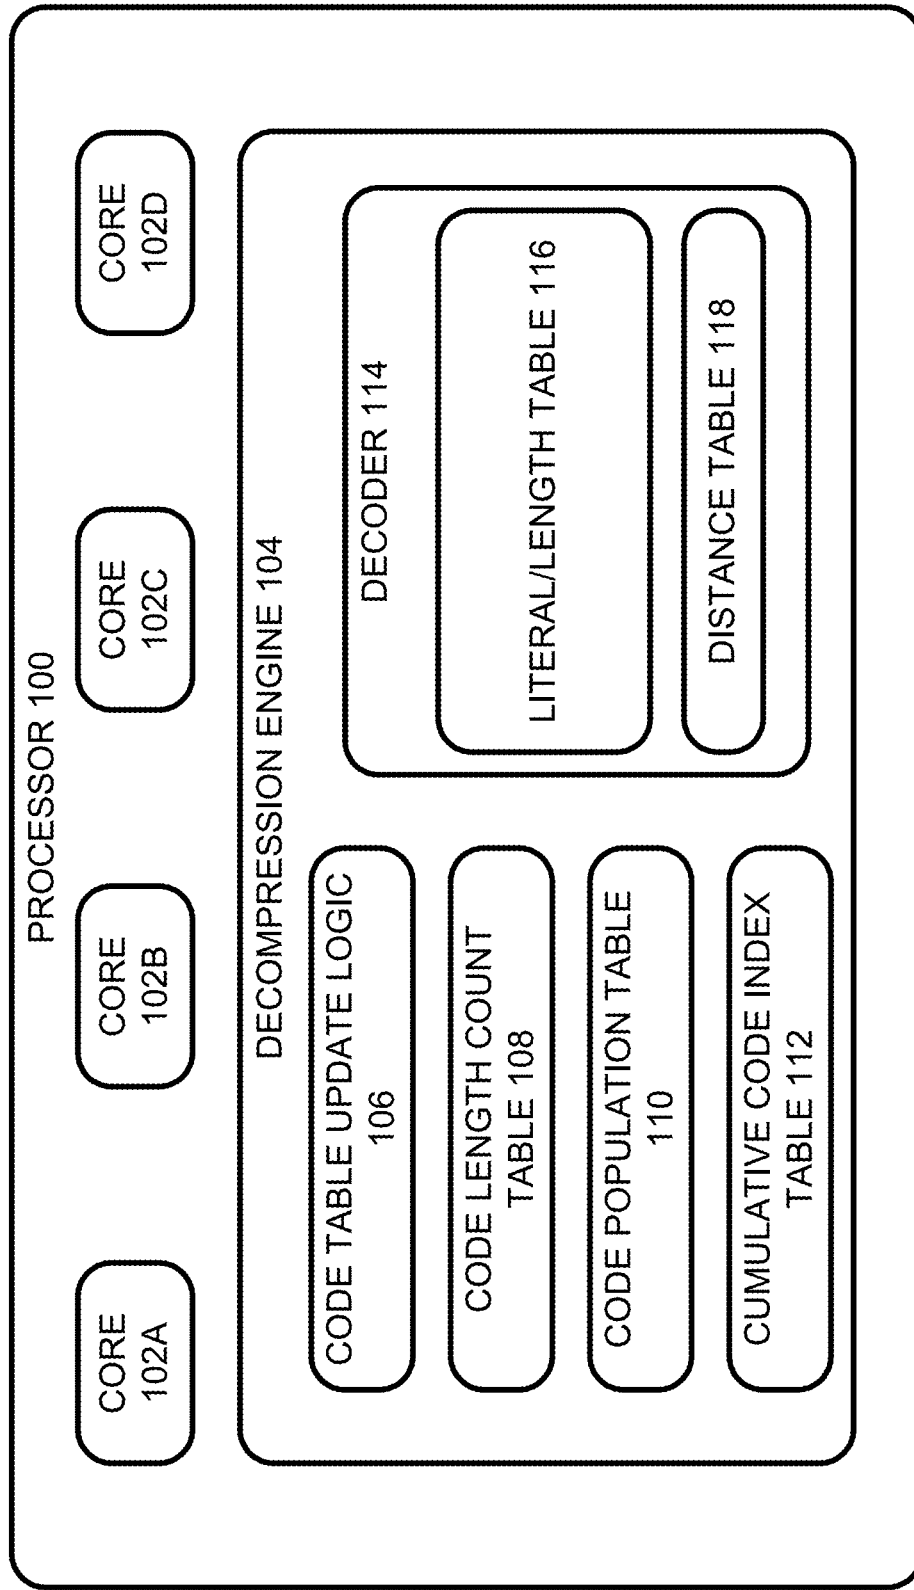 PROCESSOR 100
CORE
102A
CORE
102B
CORE
102C
CORE
102D
DECOMPRESSION ENGINE 104
CODE TABLE UPDATE LOGIC
106
CODE LENGTH COUNT
TABLE 108
CODE POPULATION TABLE
110
CUMULATIVE CODE INDEX
TABLE 112
DECODER 114
LITERAL/LENGTH TABLE 116
DISTANCE TABLE 118